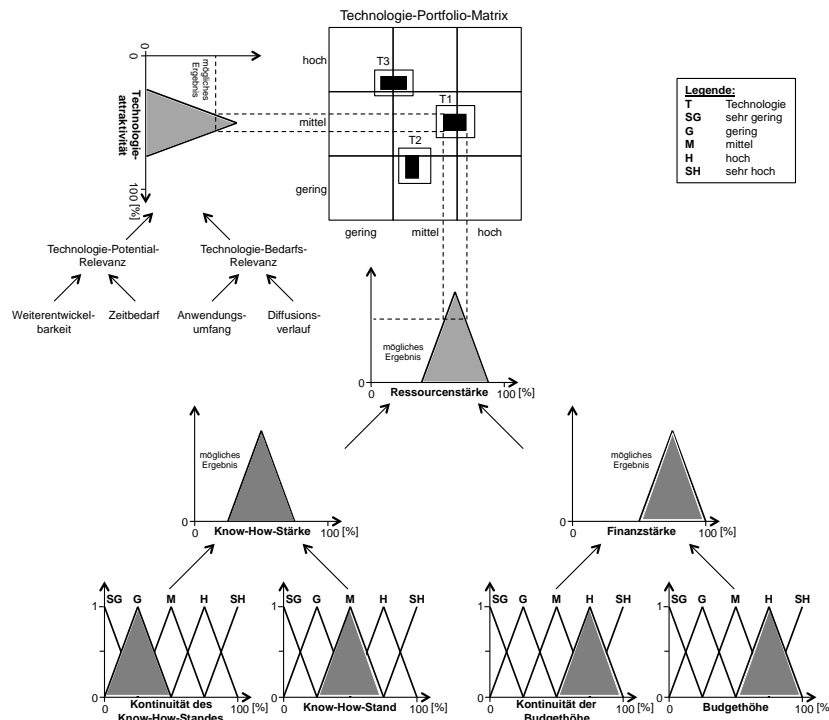 Technologie-Portfolio-Matrix
0
0
mögliches
Ergebnis
Technologie-
attraktivität
100 [%]
hoch
mittel
gering
T3
T1
T2
gering mittel hoch
Legende:
T Technologie
SG sehr gering
G gering
M mittel
H hoch
SH sehr hoch
Technologie-Potential-
Relevanz
Technologie-Bedarfs-
Relevanz
Weiterentwickel-
barkeit
Zeitbedarf
Anwendungs-
umfang
Diffusions-
verlauf
mögliches
Ergebnis
0
0 100 [%]
Ressourcenstärke
mögliches
Ergebnis
0
0 100 [%]
Know-How-Stärke
mögliches
Ergebnis
0
0 100 [%]
Finanzstärke
SG G M H SH
1
0
0 100 [%]
Kontinuität des
Know-How-Standes
SG G M H SH
1
0
0 100 [%]
Know-How-Stand
SG G M H SH
1
0
0 100 [%]
Kontinuität der
Budgethöhe
SG G M H SH
1
0
0 100 [%]
Budgethöhe